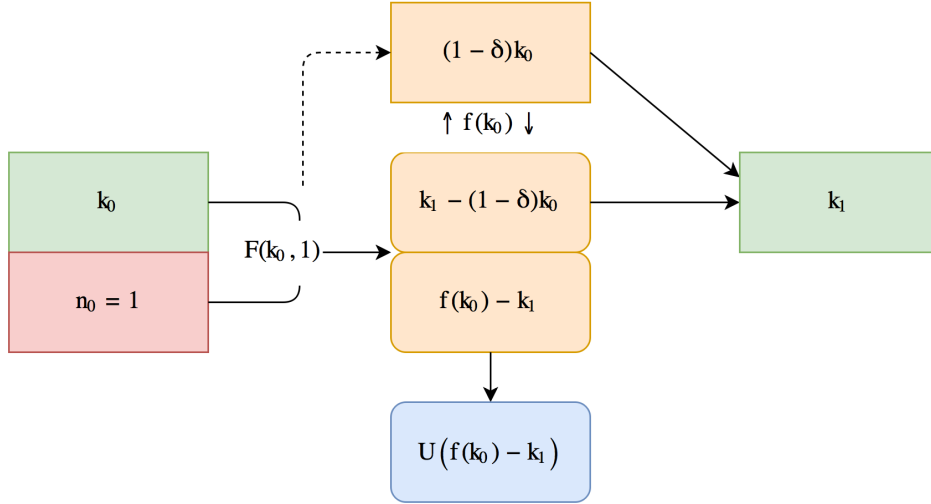 (1 − δ)k₀
↑ f(k₀) ↓
k₀
k₁ − (1 − δ)k₀
k₁
F(k₀, 1)
n₀ = 1
f(k₀) − k₁
U(f(k₀) − k₁)